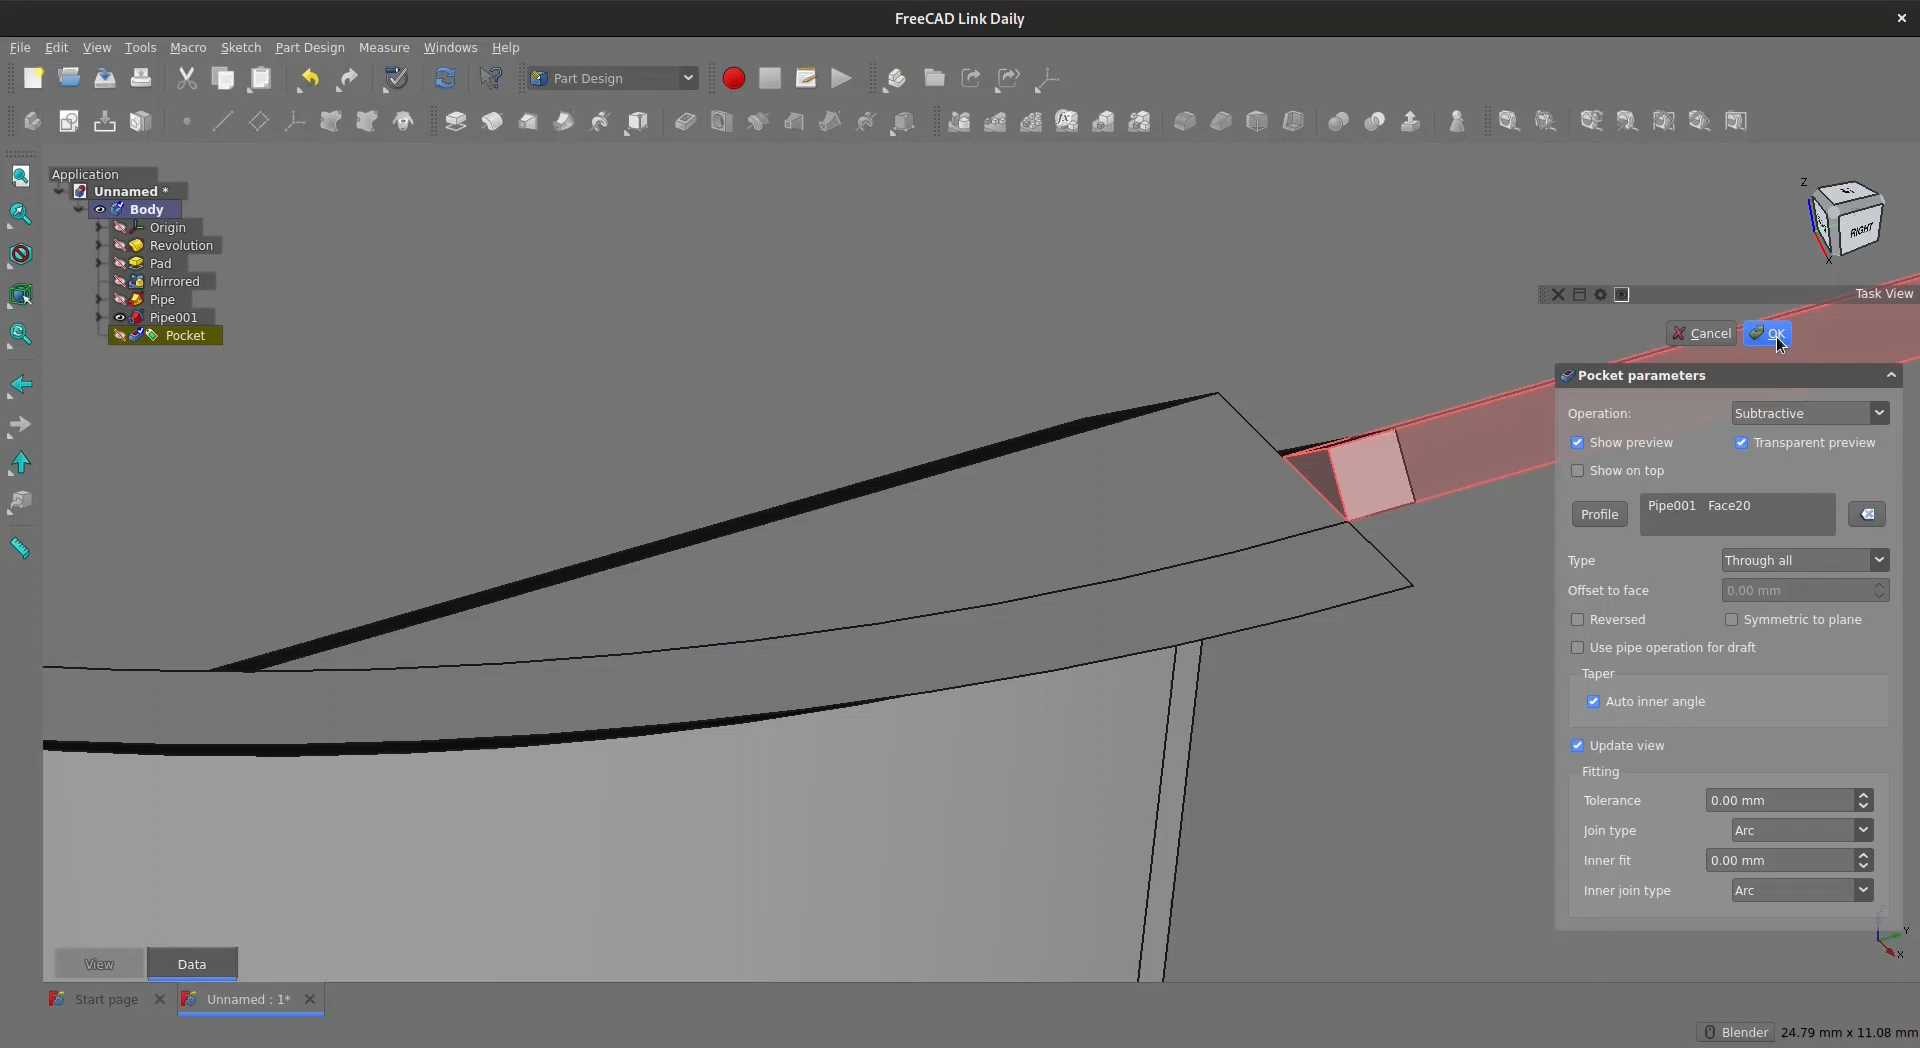 FreeCAD Link Daily
File Edit View Tools Macro Sketch Part Design Measure Windows Help
Part Design
Application
Unnamed *
Body
Origin
Revolution
Pad
Mirrored
Pipe
Pipe001
Pocket
Z
RIGHT
X
Task View
Cancel OK
Pocket parameters
Operation: Subtractive
Show preview Transparent preview
Show on top
Profile Pipe001 Face20
Type Through all
Offset to face 0.00 mm
Reversed Symmetric to plane
Use pipe operation for draft
Taper
Auto inner angle
Update view
Fitting
Tolerance 0.00 mm
Join type Arc
Inner fit 0.00 mm
Inner join type Arc
Z
Y
X
View Data
Start page Unnamed : 1*
Blender 24.79 mm x 11.08 mm